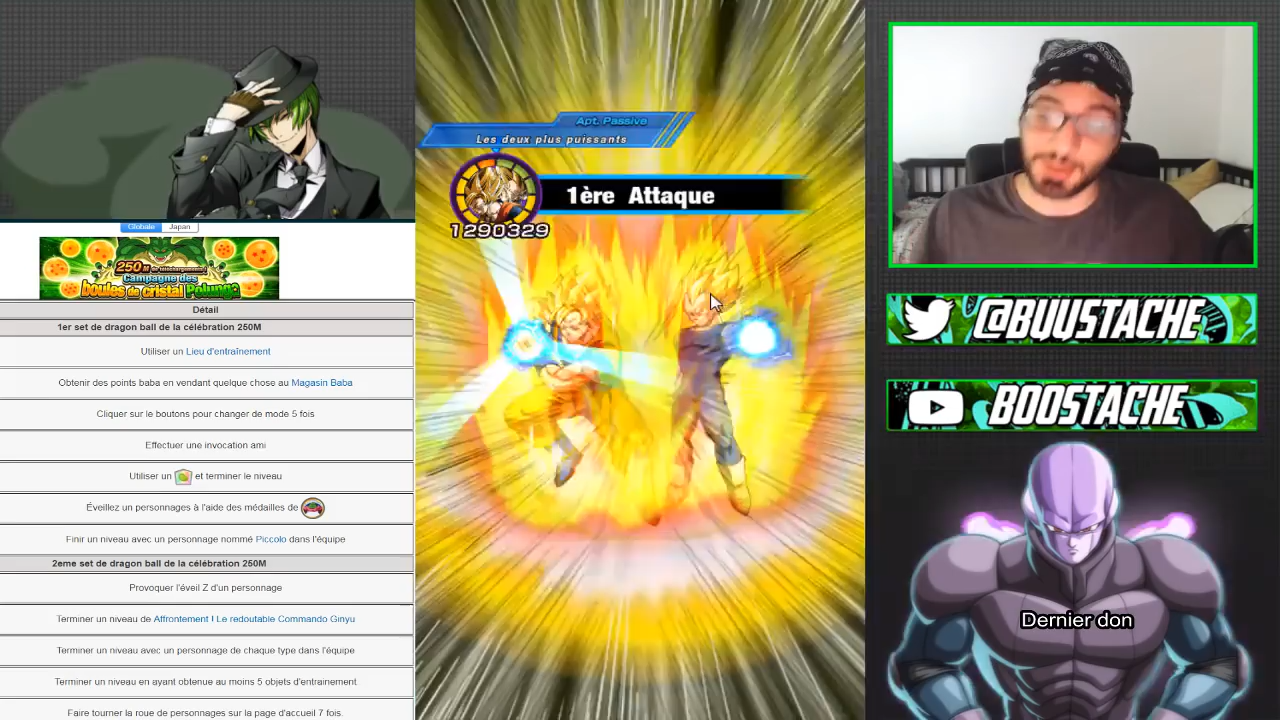 Globale
Japan
250M de téléchargements!
Campagne des
boules de cristal Polunga
Détail
1er set de dragon ball de la célébration 250M
Utiliser un Lieu d'entraînement
Obtenir des points baba en vendant quelque chose au Magasin Baba
Cliquer sur le boutons pour changer de mode 5 fois
Effectuer une invocation ami
Utiliser un et terminer le niveau
Éveillez un personnages à l'aide des médailles de
Finir un niveau avec un personnage nommé Piccolo dans l'équipe
2eme set de dragon ball de la célébration 250M
Provoquer l'éveil Z d'un personnage
Terminer un niveau de Affrontement ! Le redoutable Commando Ginyu
Terminer un niveau avec un personnage de chaque type dans l'équipe
Terminer un niveau en ayant obtenue au moins 5 objets d'entrainement
Faire tourner la roue de personnages sur la page d'accueil 7 fois.
Apt. Passive
Les deux plus puissants
1ère Attaque
1290329
@BUUSTACHE
BOOSTACHE
Dernier don